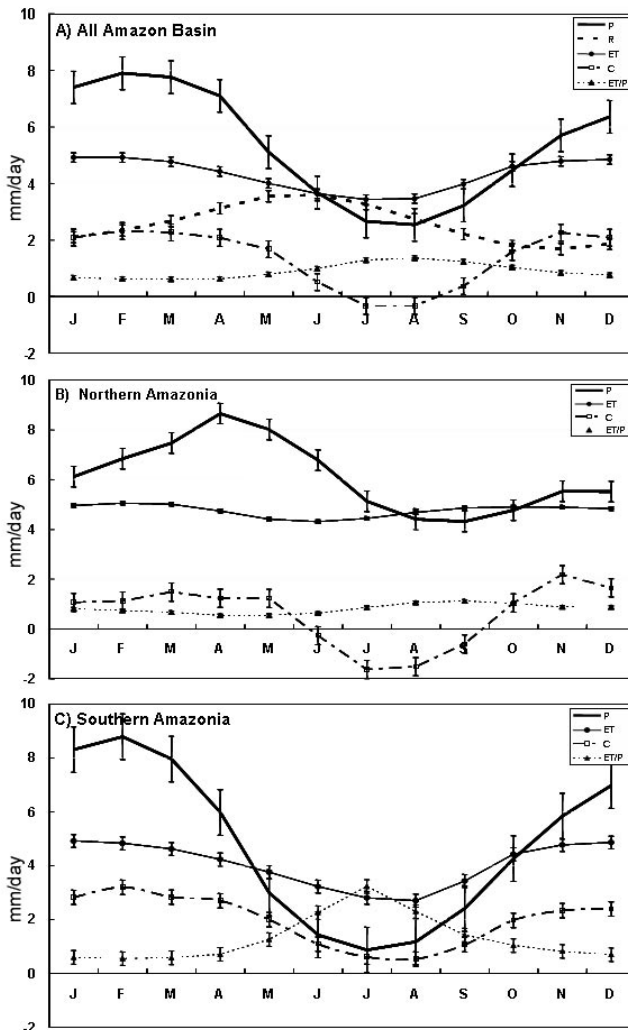 A) All Amazon Basin
P
R
ET
C
ET/P
10
8
6
4
2
0
-2
mm/day
J F M A M J J A S O N D
B) Northern Amazonia
P
ET
C
ET/P
10
8
6
4
2
0
-2
mm/day
J F M A M J J A S O N D
C) Southern Amazonia
P
ET
C
ET/P
10
8
6
4
2
0
-2
mm/day
J F M A M J J A S O N D